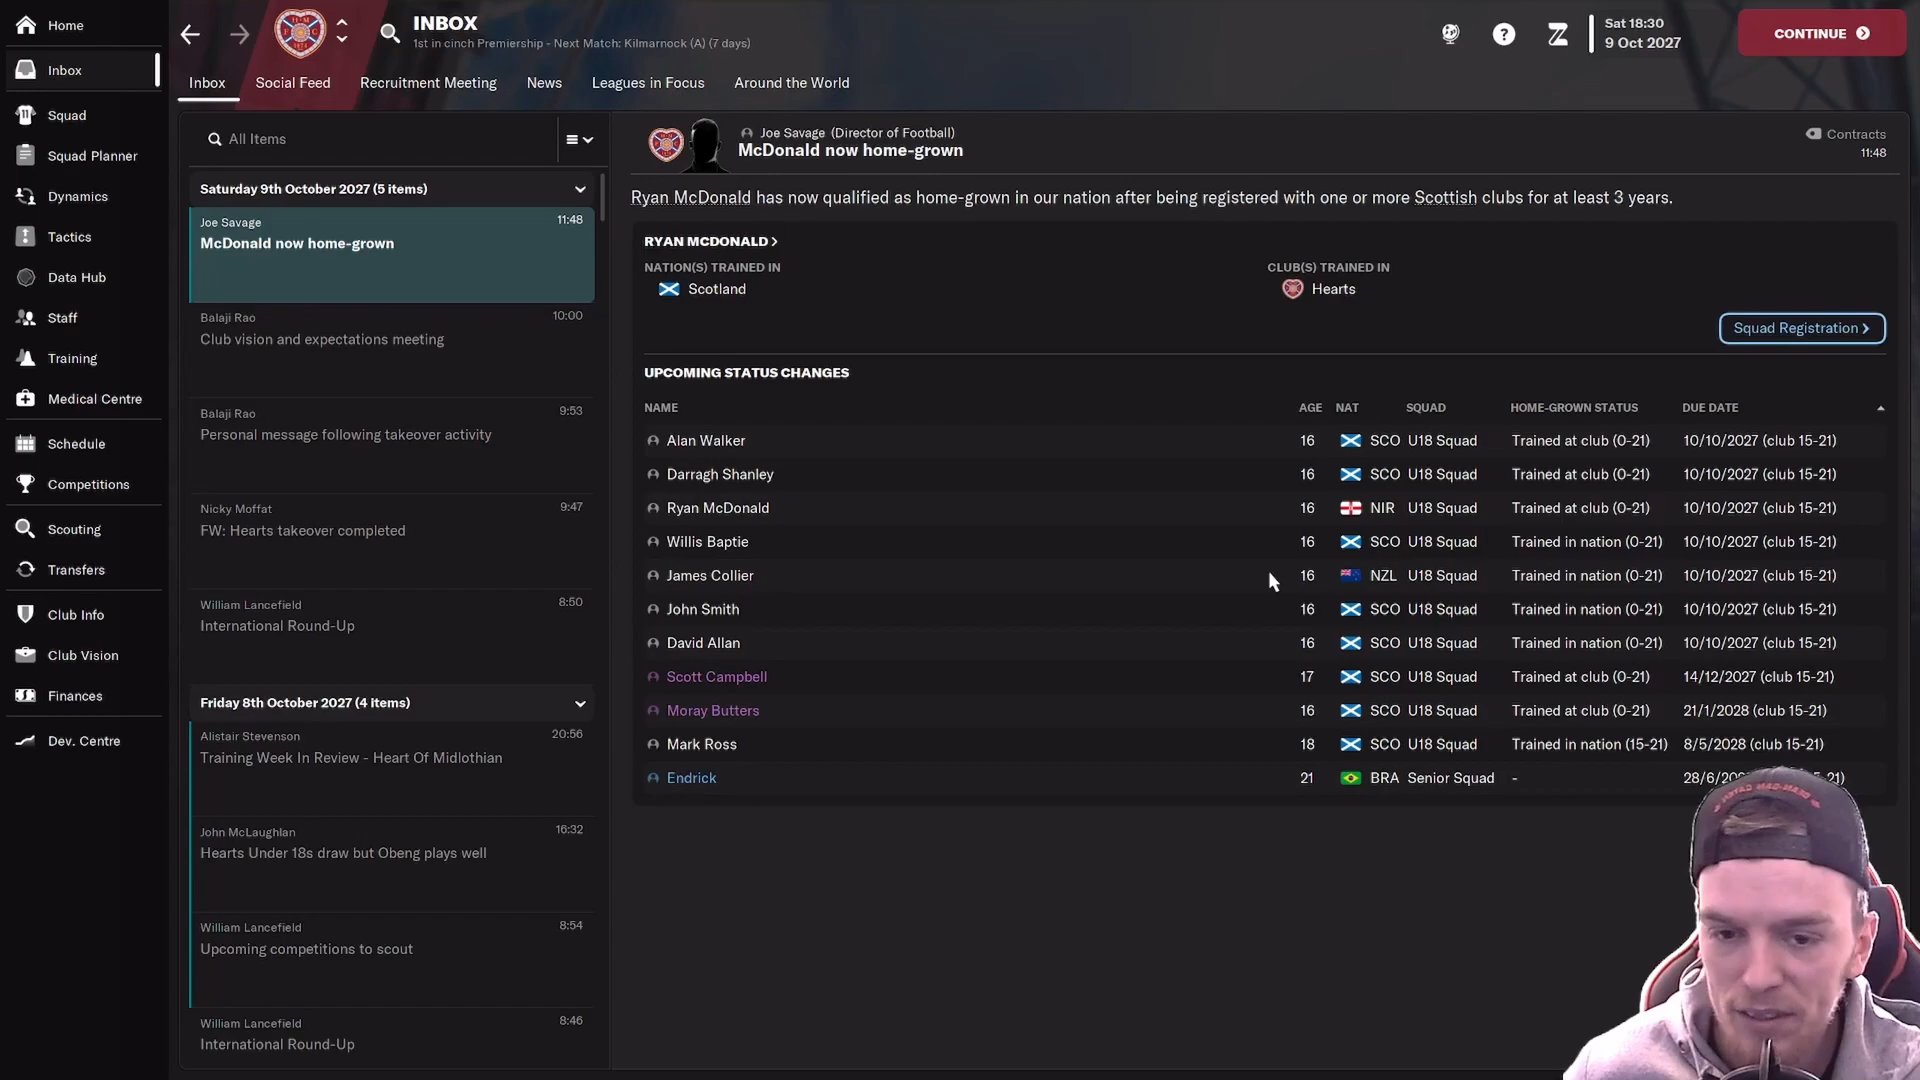 Home
Inbox
Squad
Squad Planner
Dynamics
Tactics
Data Hub
Staff
Training
Medical Centre
Schedule
Competitions
Scouting
Transfers
Club Info
Club Vision
Finances
Dev. Centre
INBOX
1st in cinch Premiership - Next Match: Kilmarnock (A) (7 days)
Sat 18:30
9 Oct 2027
CONTINUE
Inbox Social Feed Recruitment Meeting News Leagues in Focus Around the World
All Items
Saturday 9th October 2027 (5 items)
Joe Savage 11:48
McDonald now home-grown
Balaji Rao 10:00
Club vision and expectations meeting
Balaji Rao 9:53
Personal message following takeover activity
Nicky Moffat 9:47
FW: Hearts takeover completed
William Lancefield 8:50
International Round-Up
Friday 8th October 2027 (4 items)
Alistair Stevenson 20:56
Training Week In Review - Heart Of Midlothian
John McLaughlan 16:32
Hearts Under 18s draw but Obeng plays well
William Lancefield 8:54
Upcoming competitions to scout
William Lancefield 8:46
International Round-Up
Joe Savage (Director of Football)
McDonald now home-grown
Contracts
11:48
Ryan McDonald has now qualified as home-grown in our nation after being registered with one or more Scottish clubs for at least 3 years.
RYAN MCDONALD
NATION(S) TRAINED IN CLUB(S) TRAINED IN
Scotland Hearts
Squad Registration
UPCOMING STATUS CHANGES
NAME AGE NAT SQUAD HOME-GROWN STATUS DUE DATE
Alan Walker 16 SCO U18 Squad Trained at club (0-21) 10/10/2027 (club 15-21)
Darragh Shanley 16 SCO U18 Squad Trained at club (0-21) 10/10/2027 (club 15-21)
Ryan McDonald 16 NIR U18 Squad Trained at club (0-21) 10/10/2027 (club 15-21)
Willis Baptie 16 SCO U18 Squad Trained in nation (0-21) 10/10/2027 (club 15-21)
James Collier 16 NZL U18 Squad Trained in nation (0-21) 10/10/2027 (club 15-21)
John Smith 16 SCO U18 Squad Trained in nation (0-21) 10/10/2027 (club 15-21)
David Allan 16 SCO U18 Squad Trained in nation (0-21) 10/10/2027 (club 15-21)
Scott Campbell 17 SCO U18 Squad Trained at club (0-21) 14/12/2027 (club 15-21)
Moray Butters 16 SCO U18 Squad Trained at club (0-21) 21/1/2028 (club 15-21)
Mark Ross 18 SCO U18 Squad Trained in nation (15-21) 8/5/2028 (club 15-21)
Endrick 21 BRA Senior Squad -